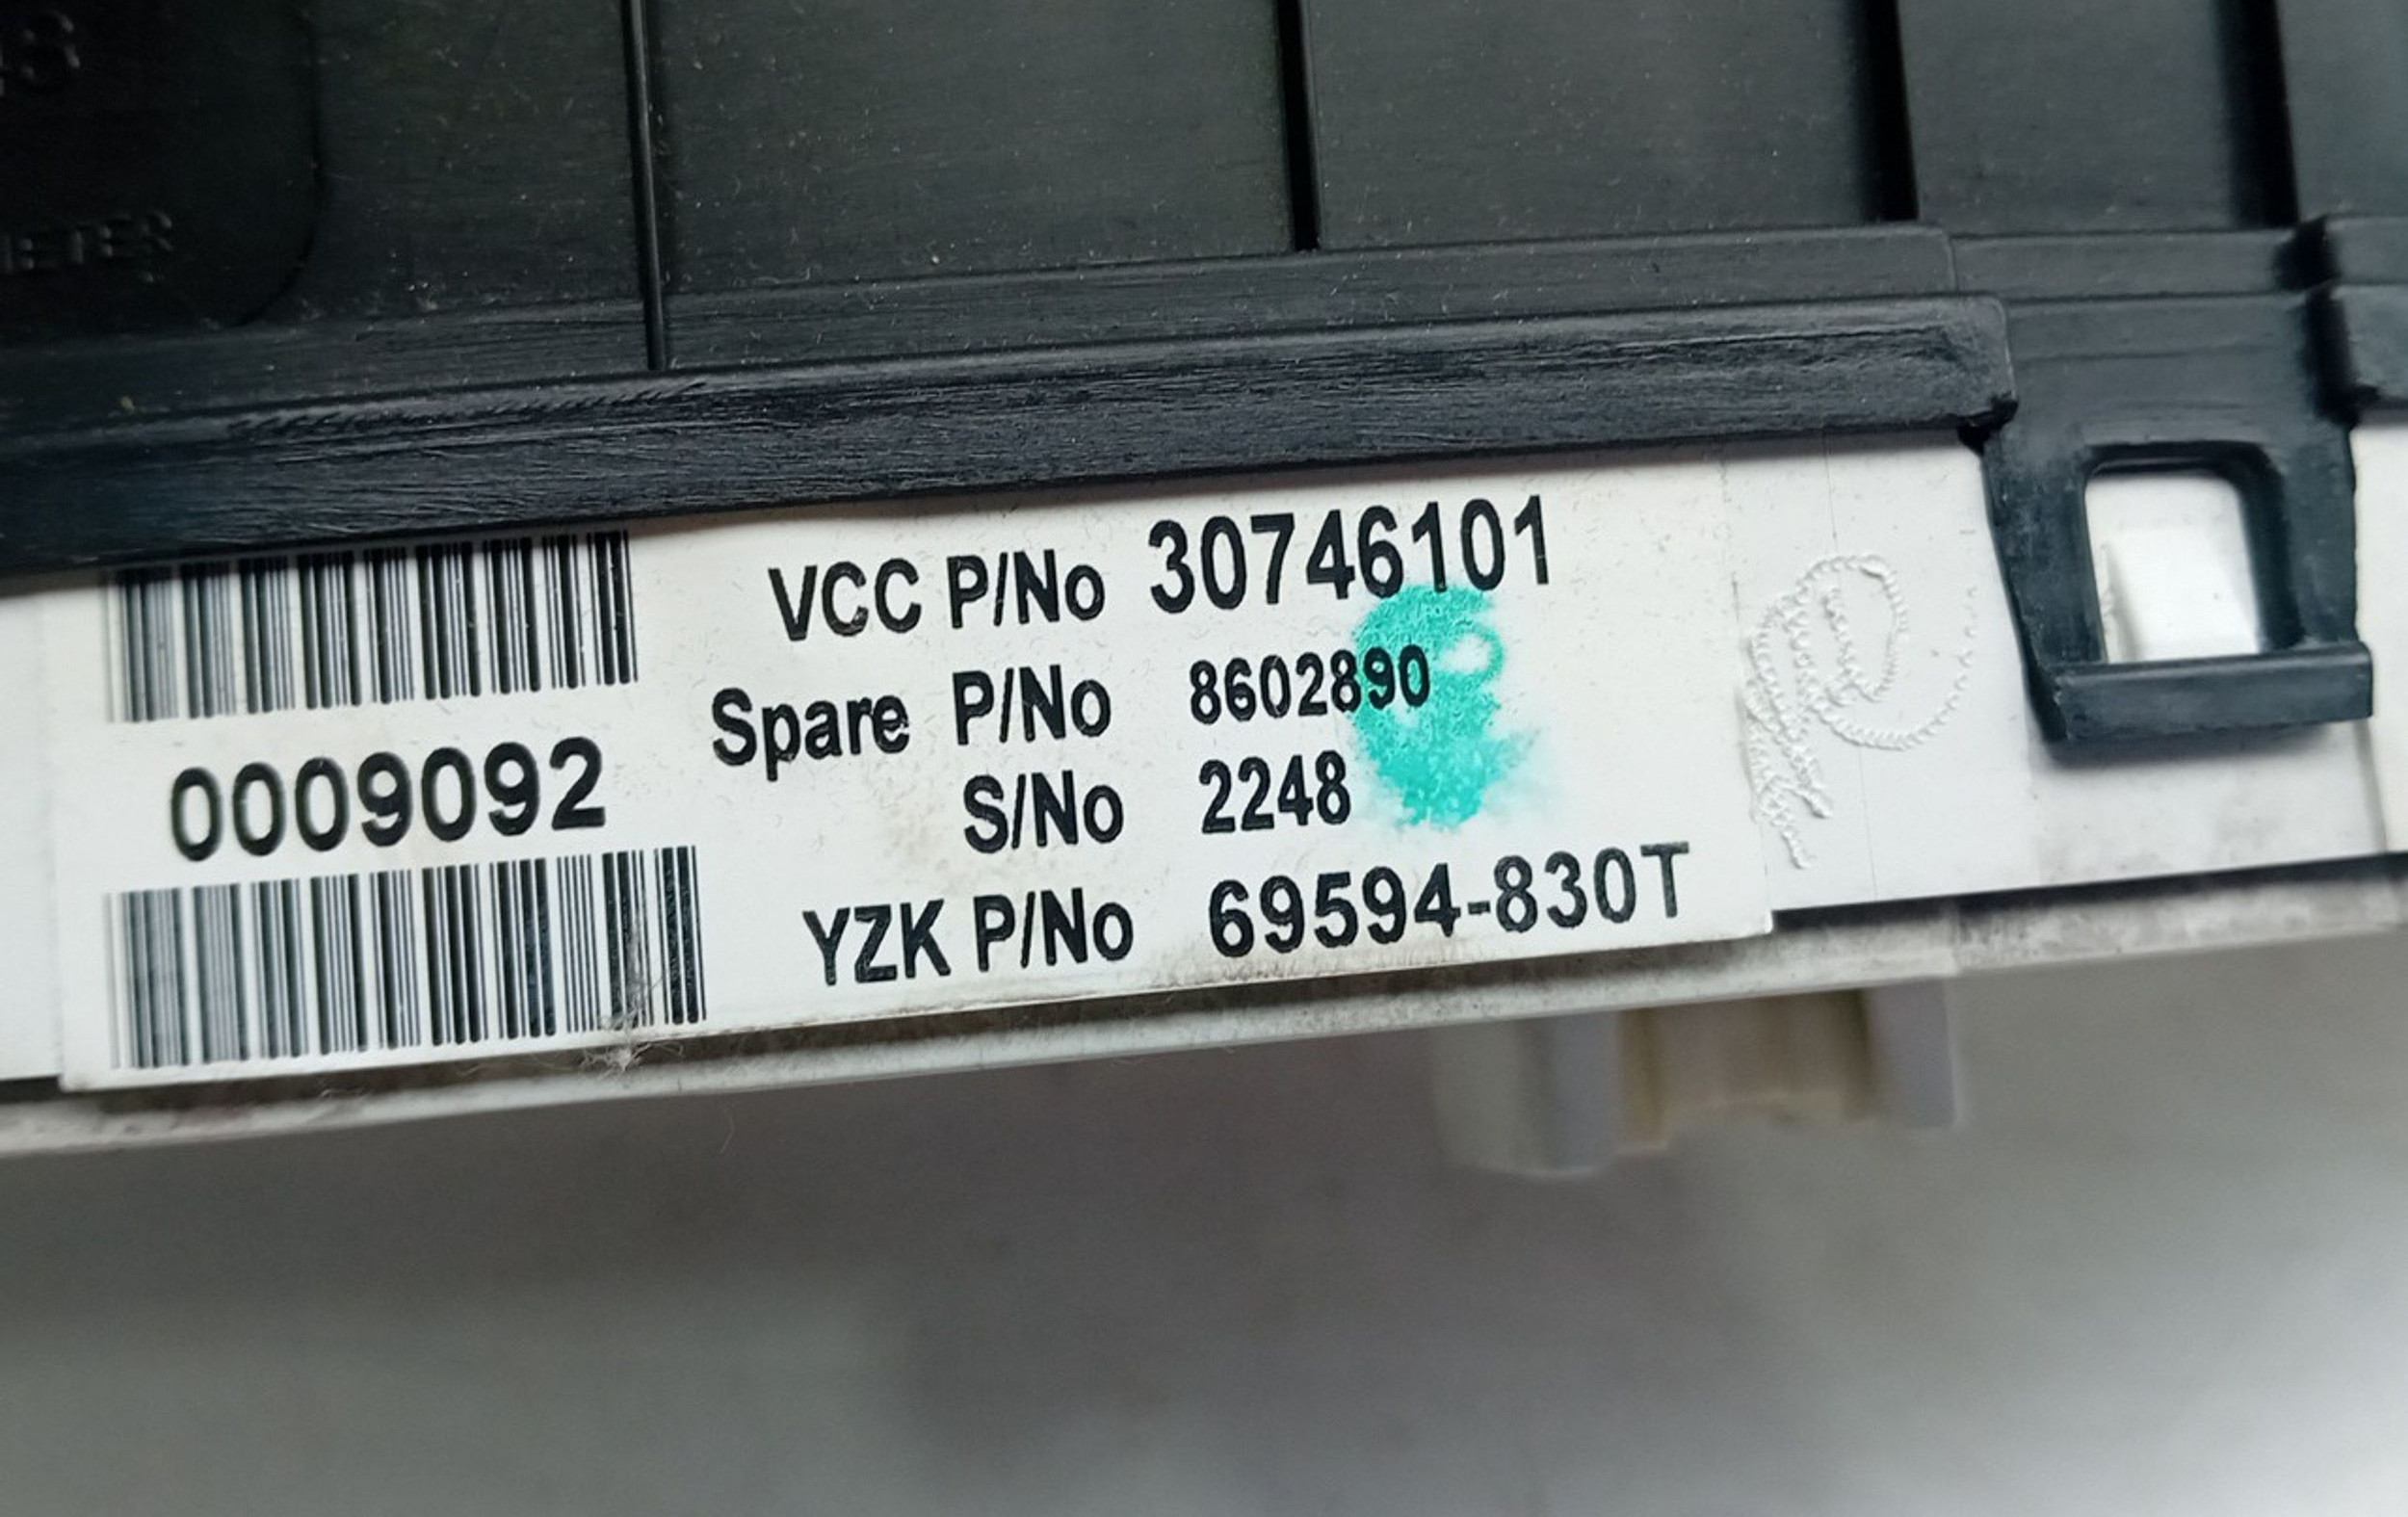 0009092
VCC P/No 30746101
Spare P/No 8602890
S/No 2248
YZK P/No 69594-830T